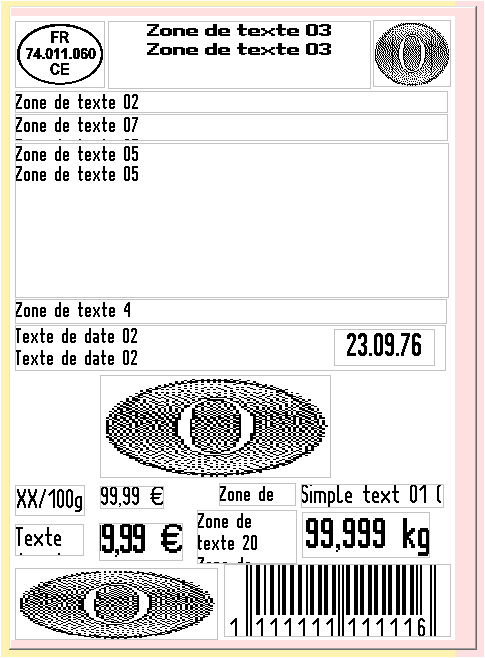 FR
74.011.060
CE
Zone de texte 03
Zone de texte 03
Zone de texte 02
Zone de texte 07
Zone de texte 05
Zone de texte 05
Zone de texte 4
Texte de date 02
Texte de date 02
23.09.76
XX/100g
99,99 €
Zone de
Simple text 01 (
Texte
9,99 €
Zone de
texte 20
Zone de
99,999 kg
1 111111 111116